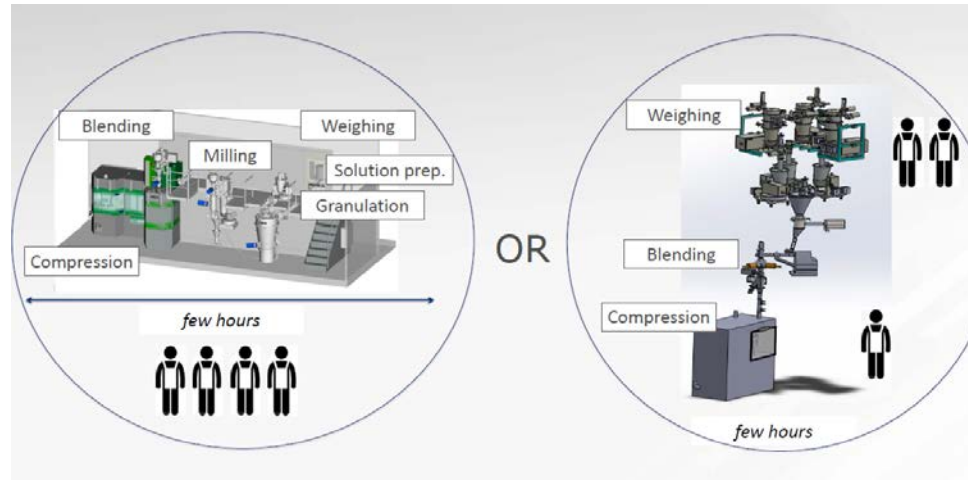 Blending
Weighing
Milling
Solution prep.
Granulation
Compression
few hours
OR
Weighing
Blending
Compression
few hours